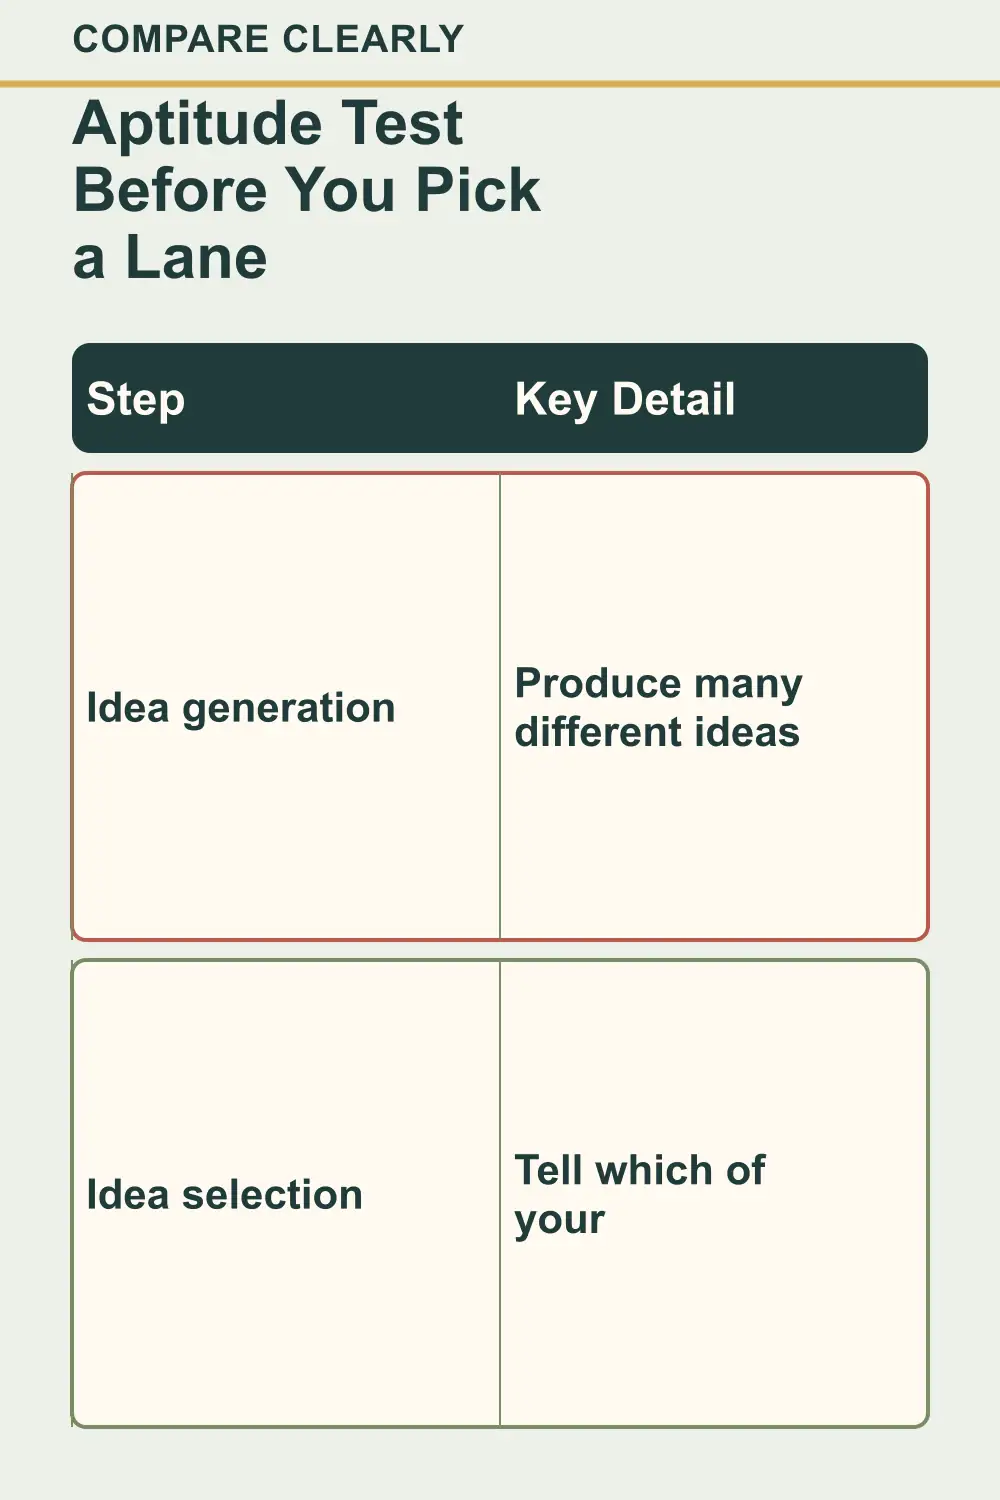 COMPARE CLEARLY
Aptitude Test
Before You Pick
a Lane
Step
Key Detail
Idea generation
Produce many
different ideas
Idea selection
Tell which of
your